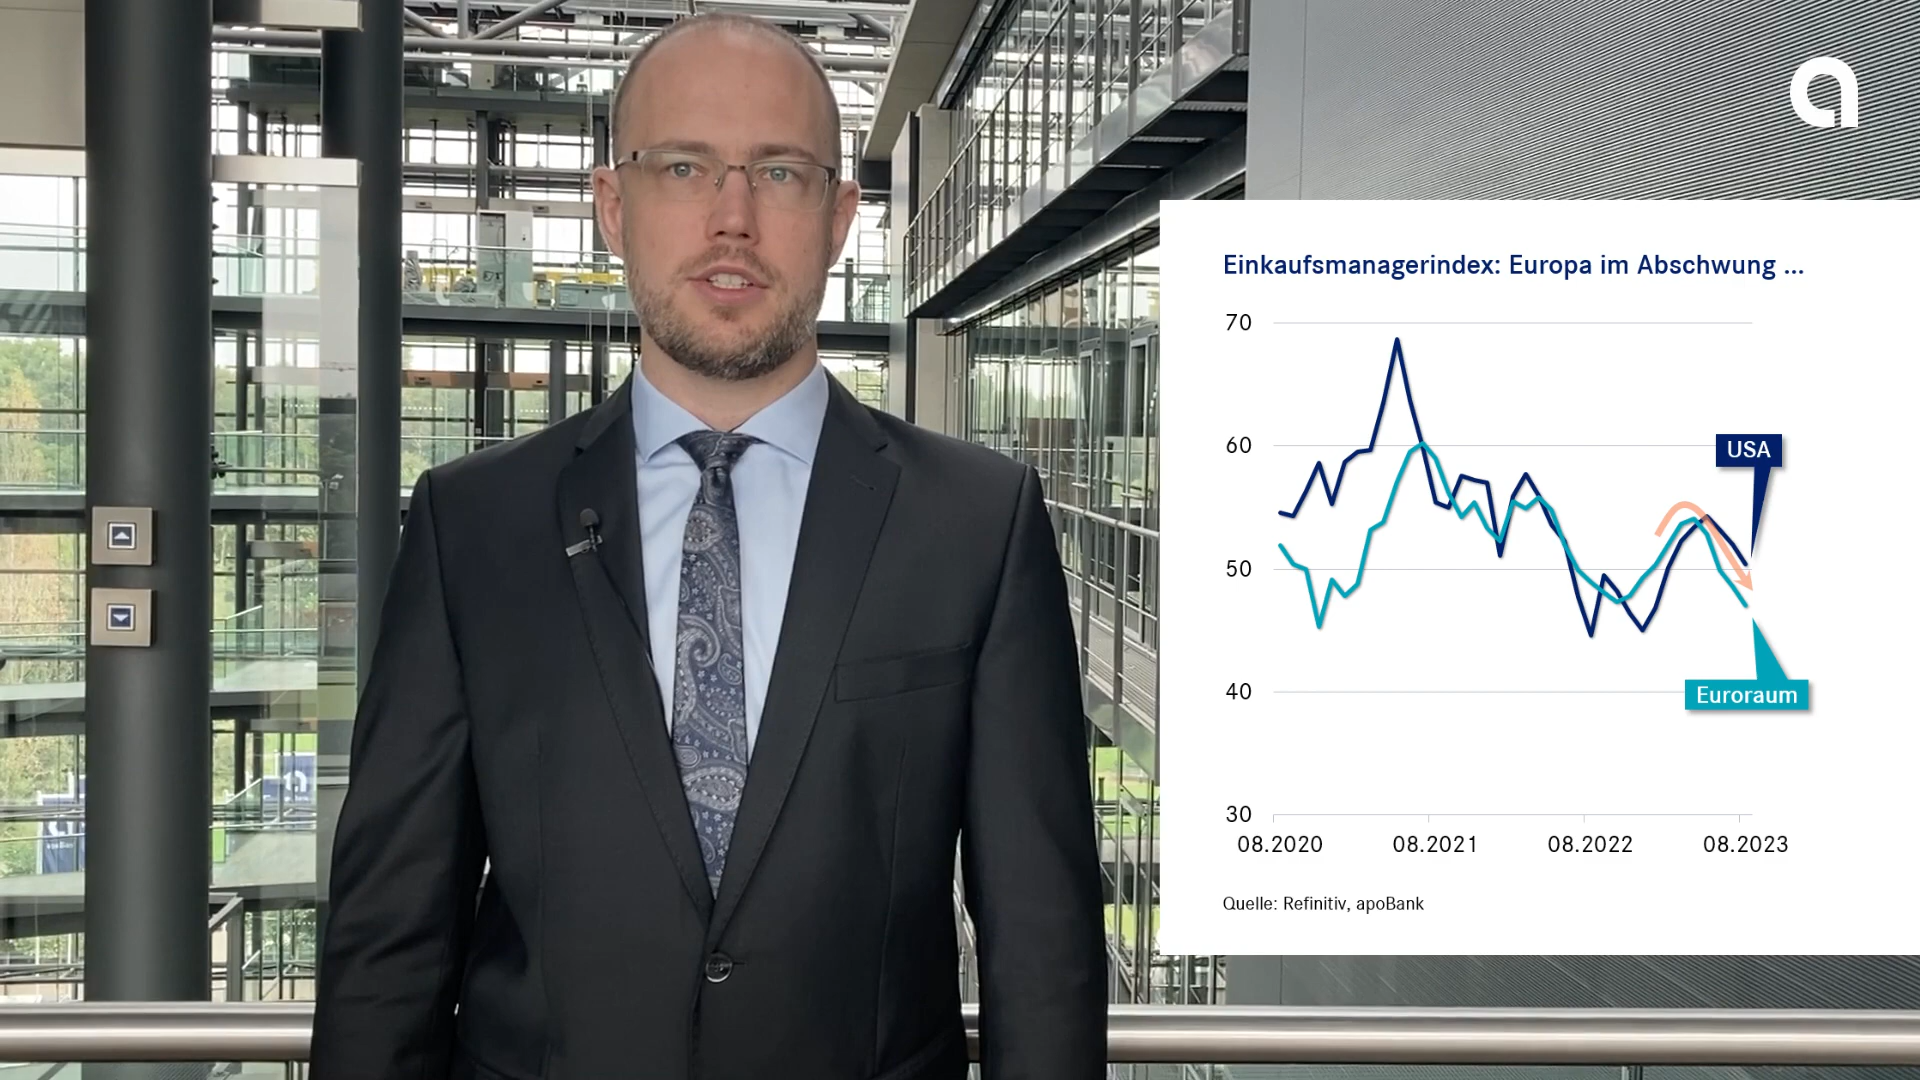 Einkaufsmanagerindex: Europa im Abschwung ...
70
60
50
40
30
USA
Euroraum
08.2020
08.2021
08.2022
08.2023
Quelle: Refinitiv, apoBank